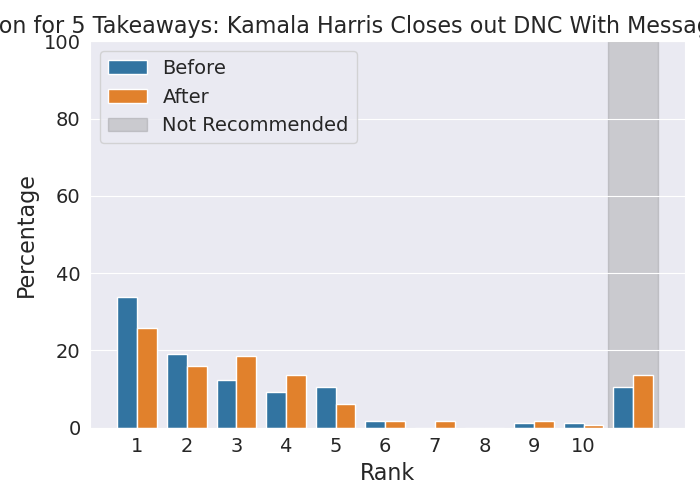 on for 5 Takeaways: Kamala Harris Closes out DNC With Messag
100
80
60
40
20
0
Percentage
Before
After
Not Recommended
1 2 3 4 5 6 7 8 9 10
Rank